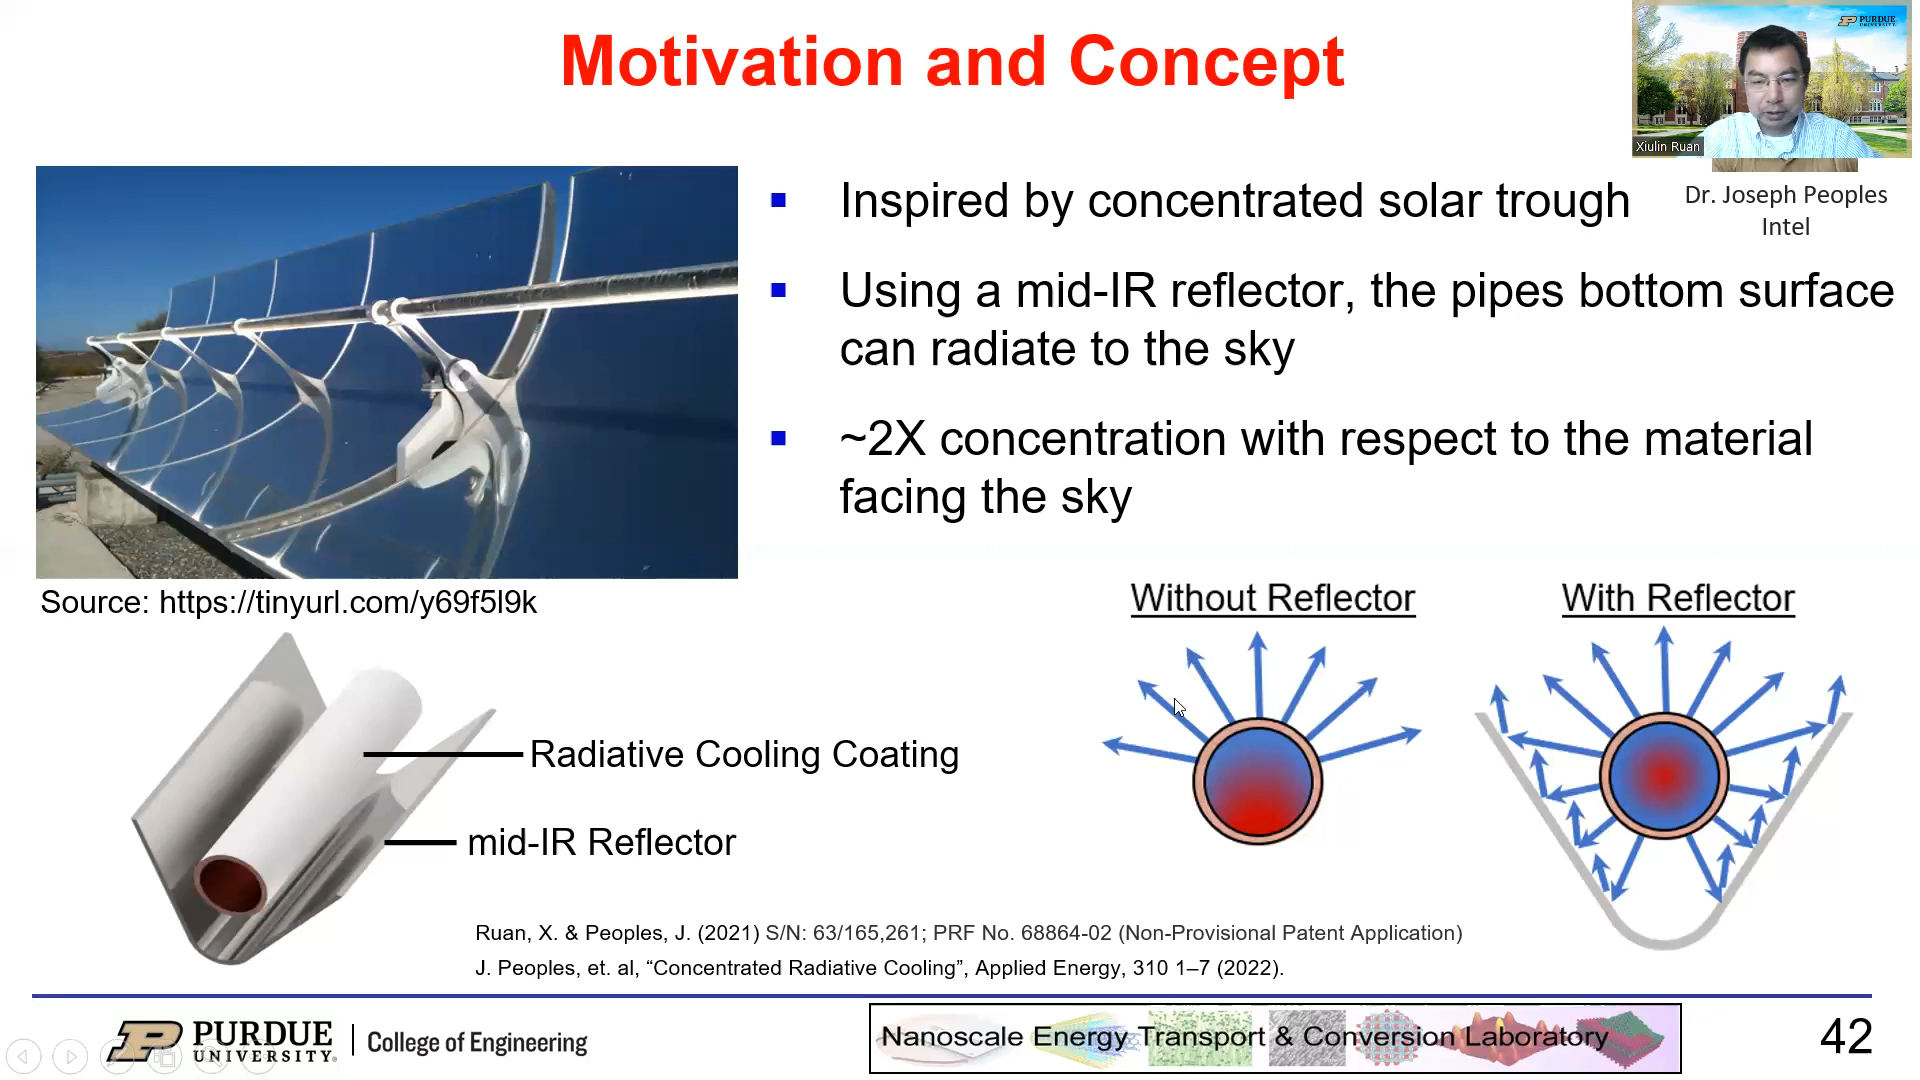 Motivation and Concept
PURDUE
UNIVERSITY
Xiulin Ruan
Dr. Joseph Peoples
Intel
Inspired by concentrated solar trough
Using a mid-IR reflector, the pipes bottom surface
can radiate to the sky
~2X concentration with respect to the material
facing the sky
Source: https://tinyurl.com/y69f5l9k
Without Reflector
With Reflector
Radiative Cooling Coating
mid-IR Reflector
Ruan, X. & Peoples, J. (2021) S/N: 63/165,261; PRF No. 68864-02 (Non-Provisional Patent Application)
J. Peoples, et. al, “Concentrated Radiative Cooling”, Applied Energy, 310 1–7 (2022).
PURDUE
UNIVERSITY®
College of Engineering
Nanoscale Energy Transport & Conversion Laboratory
42